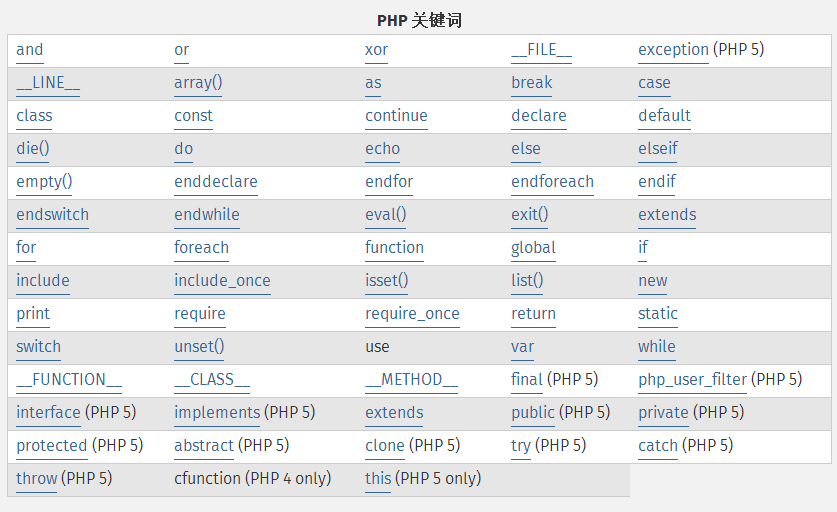 PHP 关键词
and or xor __FILE__ exception (PHP 5)
__LINE__ array() as break case
class const continue declare default
die() do echo else elseif
empty() enddeclare endfor endforeach endif
endswitch endwhile eval() exit() extends
for foreach function global if
include include_once isset() list() new
print require require_once return static
switch unset() use var while
__FUNCTION__ __CLASS__ __METHOD__ final (PHP 5) php_user_filter (PHP 5)
interface (PHP 5) implements (PHP 5) extends public (PHP 5) private (PHP 5)
protected (PHP 5) abstract (PHP 5) clone (PHP 5) try (PHP 5) catch (PHP 5)
throw (PHP 5) cfunction (PHP 4 only) this (PHP 5 only)